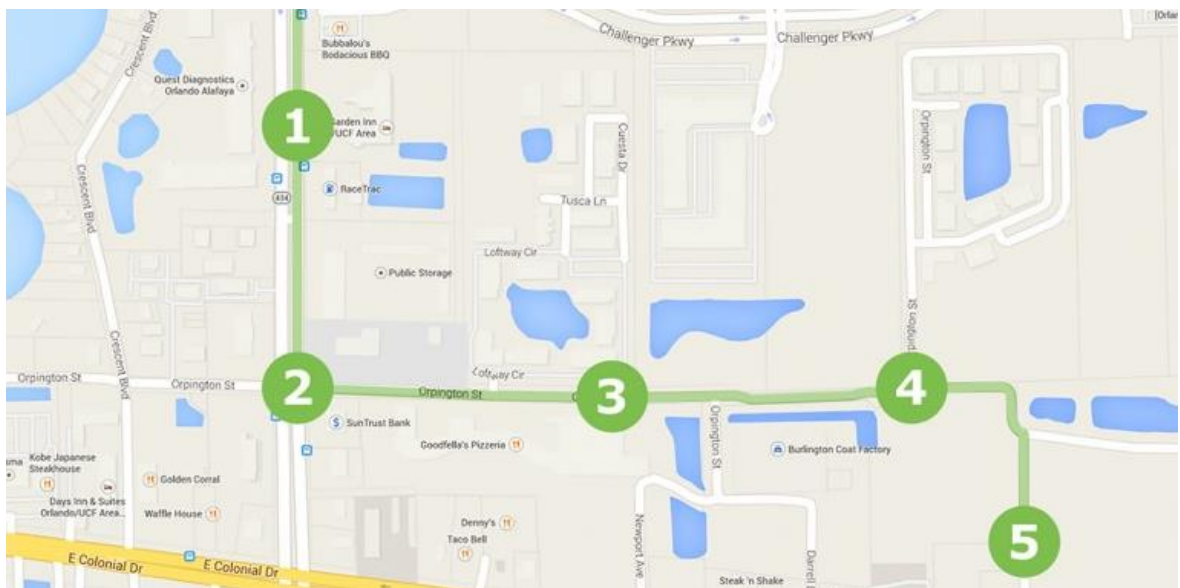 Crescent Blvd
Bubbalou's
Bodacious BBQ
Challenger Pkwy
Challenger Pkwy
Quest Diagnostics
Orlando Alafaya
1
Garden Inn
/UCF Area
Cuesta Dr
Orpington St
Crescent Blvd
434
RaceTrac
Tusca Ln
Loftway Cir
Public Storage
Crescent Blvd
Loftway Cir
Orpington St
Orpington St
2
Orpington St
3
4
SunTrust Bank
Goodfella's Pizzeria
Orpington St
Burlington Coat Factory
Kobe Japanese
Steakhouse
Golden Corral
Days Inn & Suites
Orlando/UCF Area...
Waffle House
Denny's
Taco Bell
Newport Ave
Darrell
5
E Colonial Dr
E Colonial Dr
Steak 'n Shake